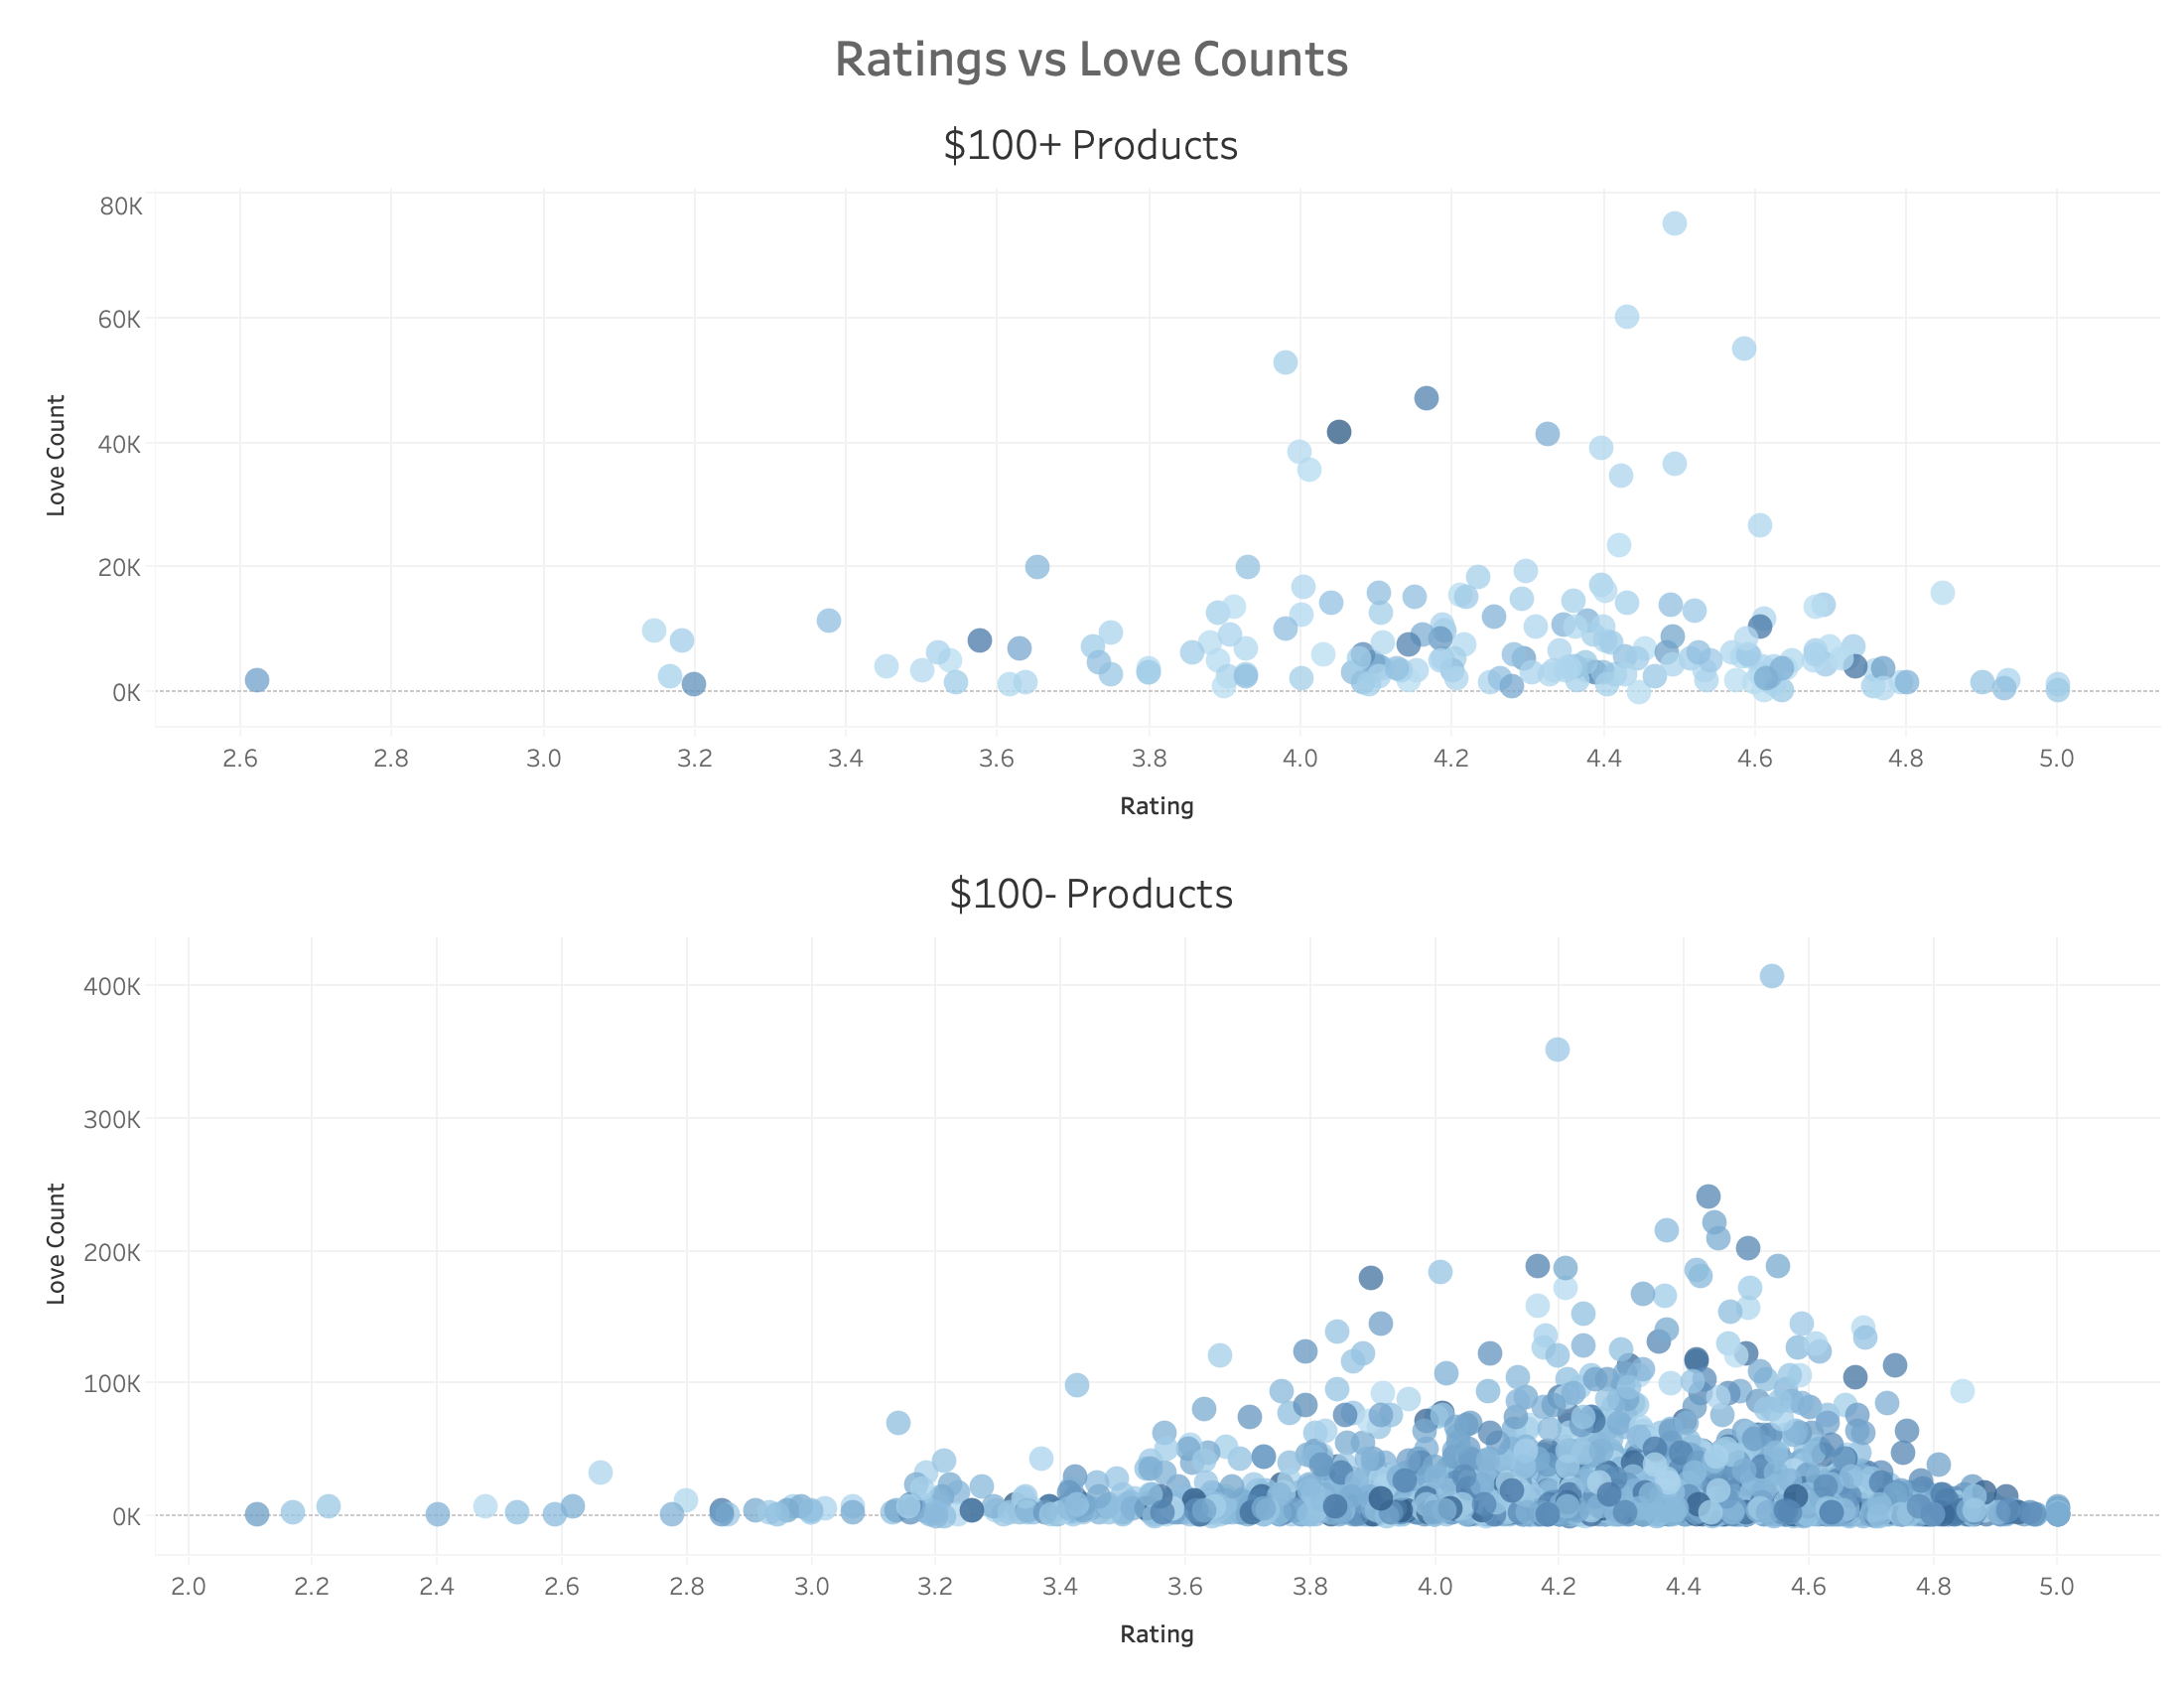 Ratings vs Love Counts
$100+ Products
80K
60K
40K
20K
0K
Love Count
2.6 2.8 3.0 3.2 3.4 3.6 3.8 4.0 4.2 4.4 4.6 4.8 5.0
Rating
$100- Products
400K
300K
200K
100K
0K
Love Count
2.0 2.2 2.4 2.6 2.8 3.0 3.2 3.4 3.6 3.8 4.0 4.2 4.4 4.6 4.8 5.0
Rating